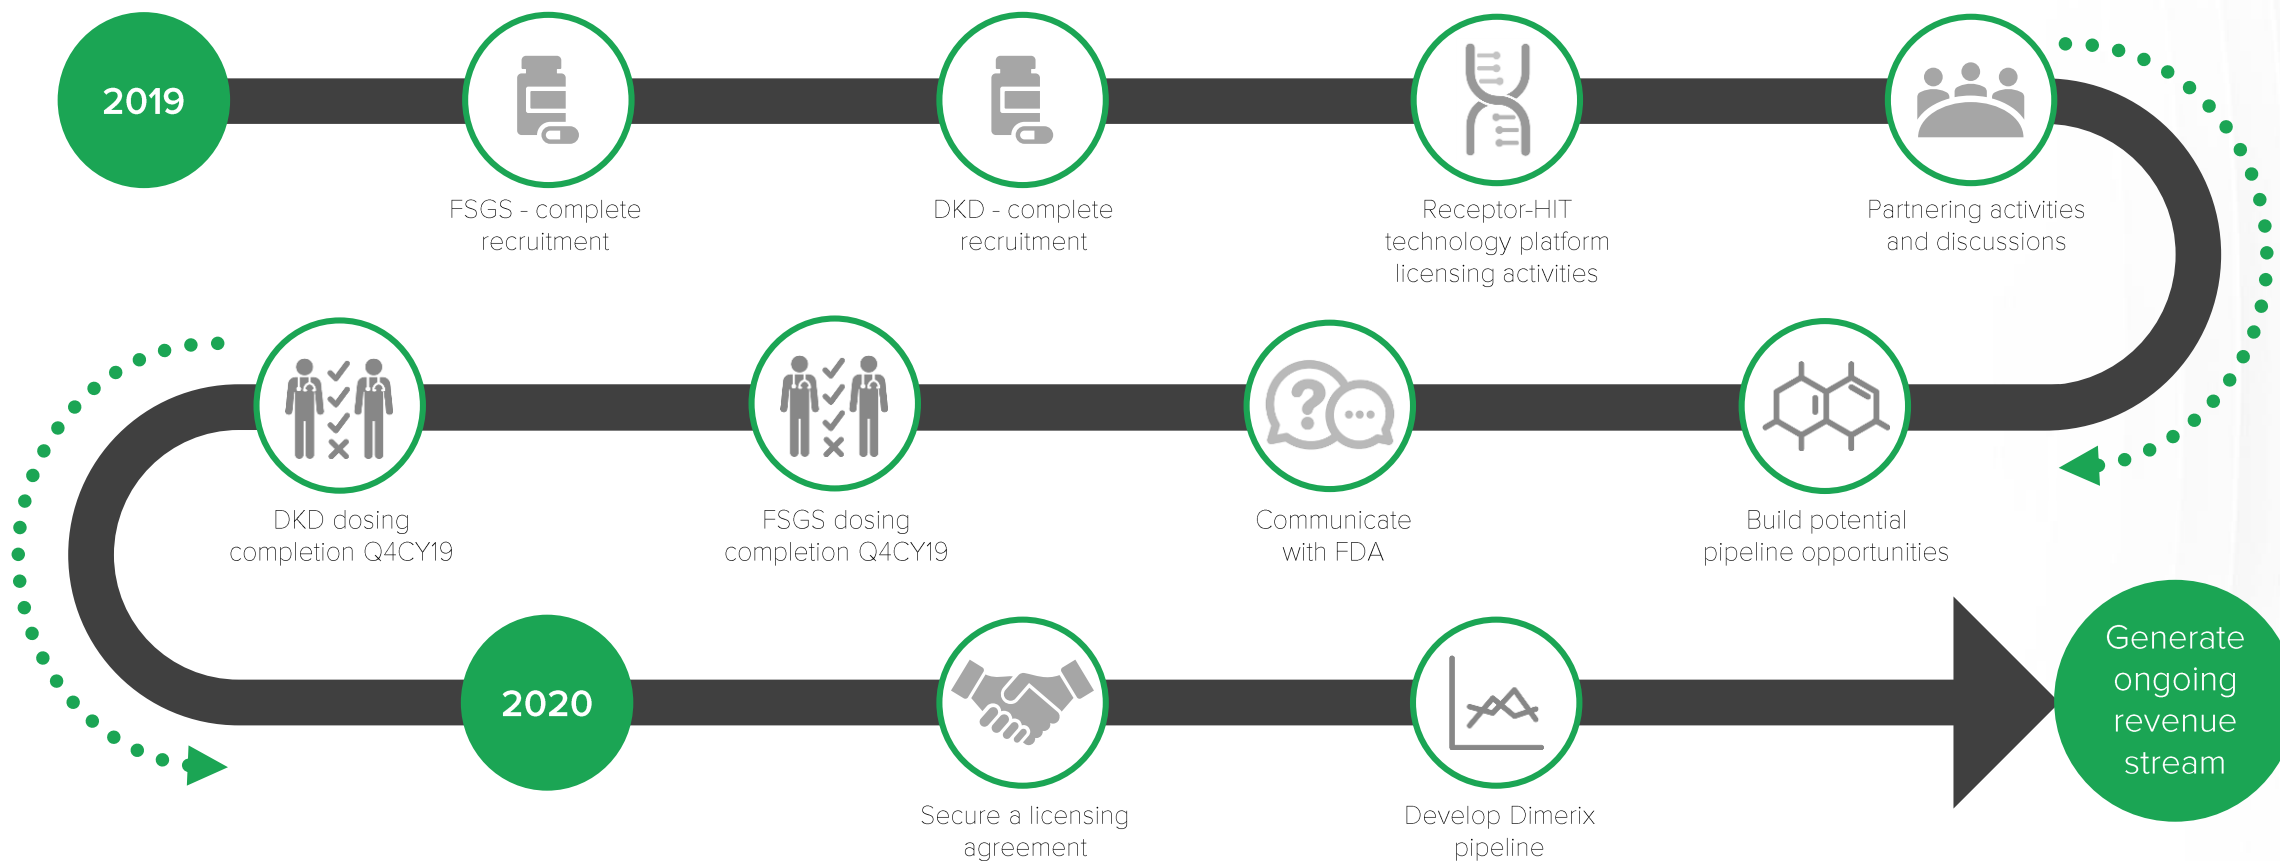 2019
FSGS - complete
recruitment
DKD - complete
recruitment
Receptor-HIT
technology platform
licensing activities
Partnering activities
and discussions
DKD dosing
completion Q4CY19
FSGS dosing
completion Q4CY19
Communicate
with FDA
Build potential
pipeline opportunities
2020
Secure a licensing
agreement
Develop Dimerix
pipeline
Generate
ongoing
revenue
stream